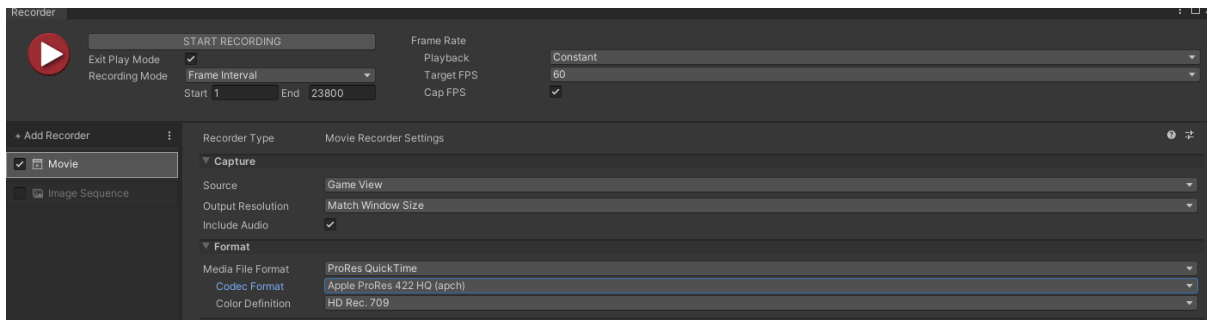 Recorder
START RECORDING
Exit Play Mode
Recording Mode Frame Interval
Start 1 End 23800
Frame Rate
Playback Constant
Target FPS 60
Cap FPS
+ Add Recorder
Movie
Image Sequence
Recorder Type Movie Recorder Settings
Capture
Source Game View
Output Resolution Match Window Size
Include Audio
Format
Media File Format ProRes QuickTime
Codec Format Apple ProRes 422 HQ (apch)
Color Definition HD Rec. 709